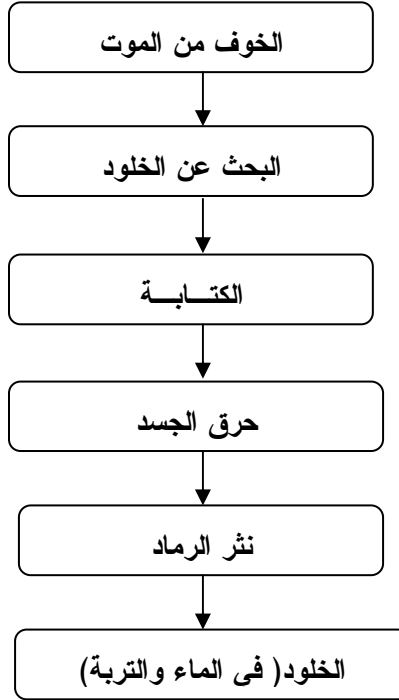 الخوف من الموت
البحث عن الخلود
الكتـــابـــة
حرق الجسد
نثر الرماد
الخلود( فى الماء والتربة)